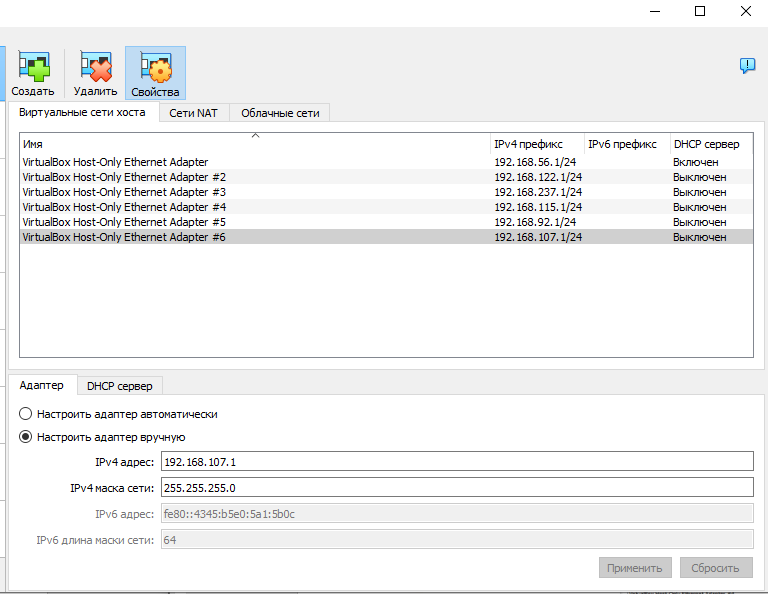 Создать Удалить Свойства
Виртуальные сети хоста Сети NAT Облачные сети
Имя IPv4 префикс IPv6 префикс DHCP сервер
VirtualBox Host-Only Ethernet Adapter 192.168.56.1/24 Включен
VirtualBox Host-Only Ethernet Adapter #2 192.168.122.1/24 Выключен
VirtualBox Host-Only Ethernet Adapter #3 192.168.237.1/24 Выключен
VirtualBox Host-Only Ethernet Adapter #4 192.168.115.1/24 Выключен
VirtualBox Host-Only Ethernet Adapter #5 192.168.92.1/24 Выключен
VirtualBox Host-Only Ethernet Adapter #6 192.168.107.1/24 Выключен
Адаптер DHCP сервер
Настроить адаптер автоматически
Настроить адаптер вручную
IPv4 адрес: 192.168.107.1
IPv4 маска сети: 255.255.255.0
IPv6 адрес: fe80::4345:b5e0:5a1:5b0c
IPv6 длина маски сети: 64
Применить Сбросить